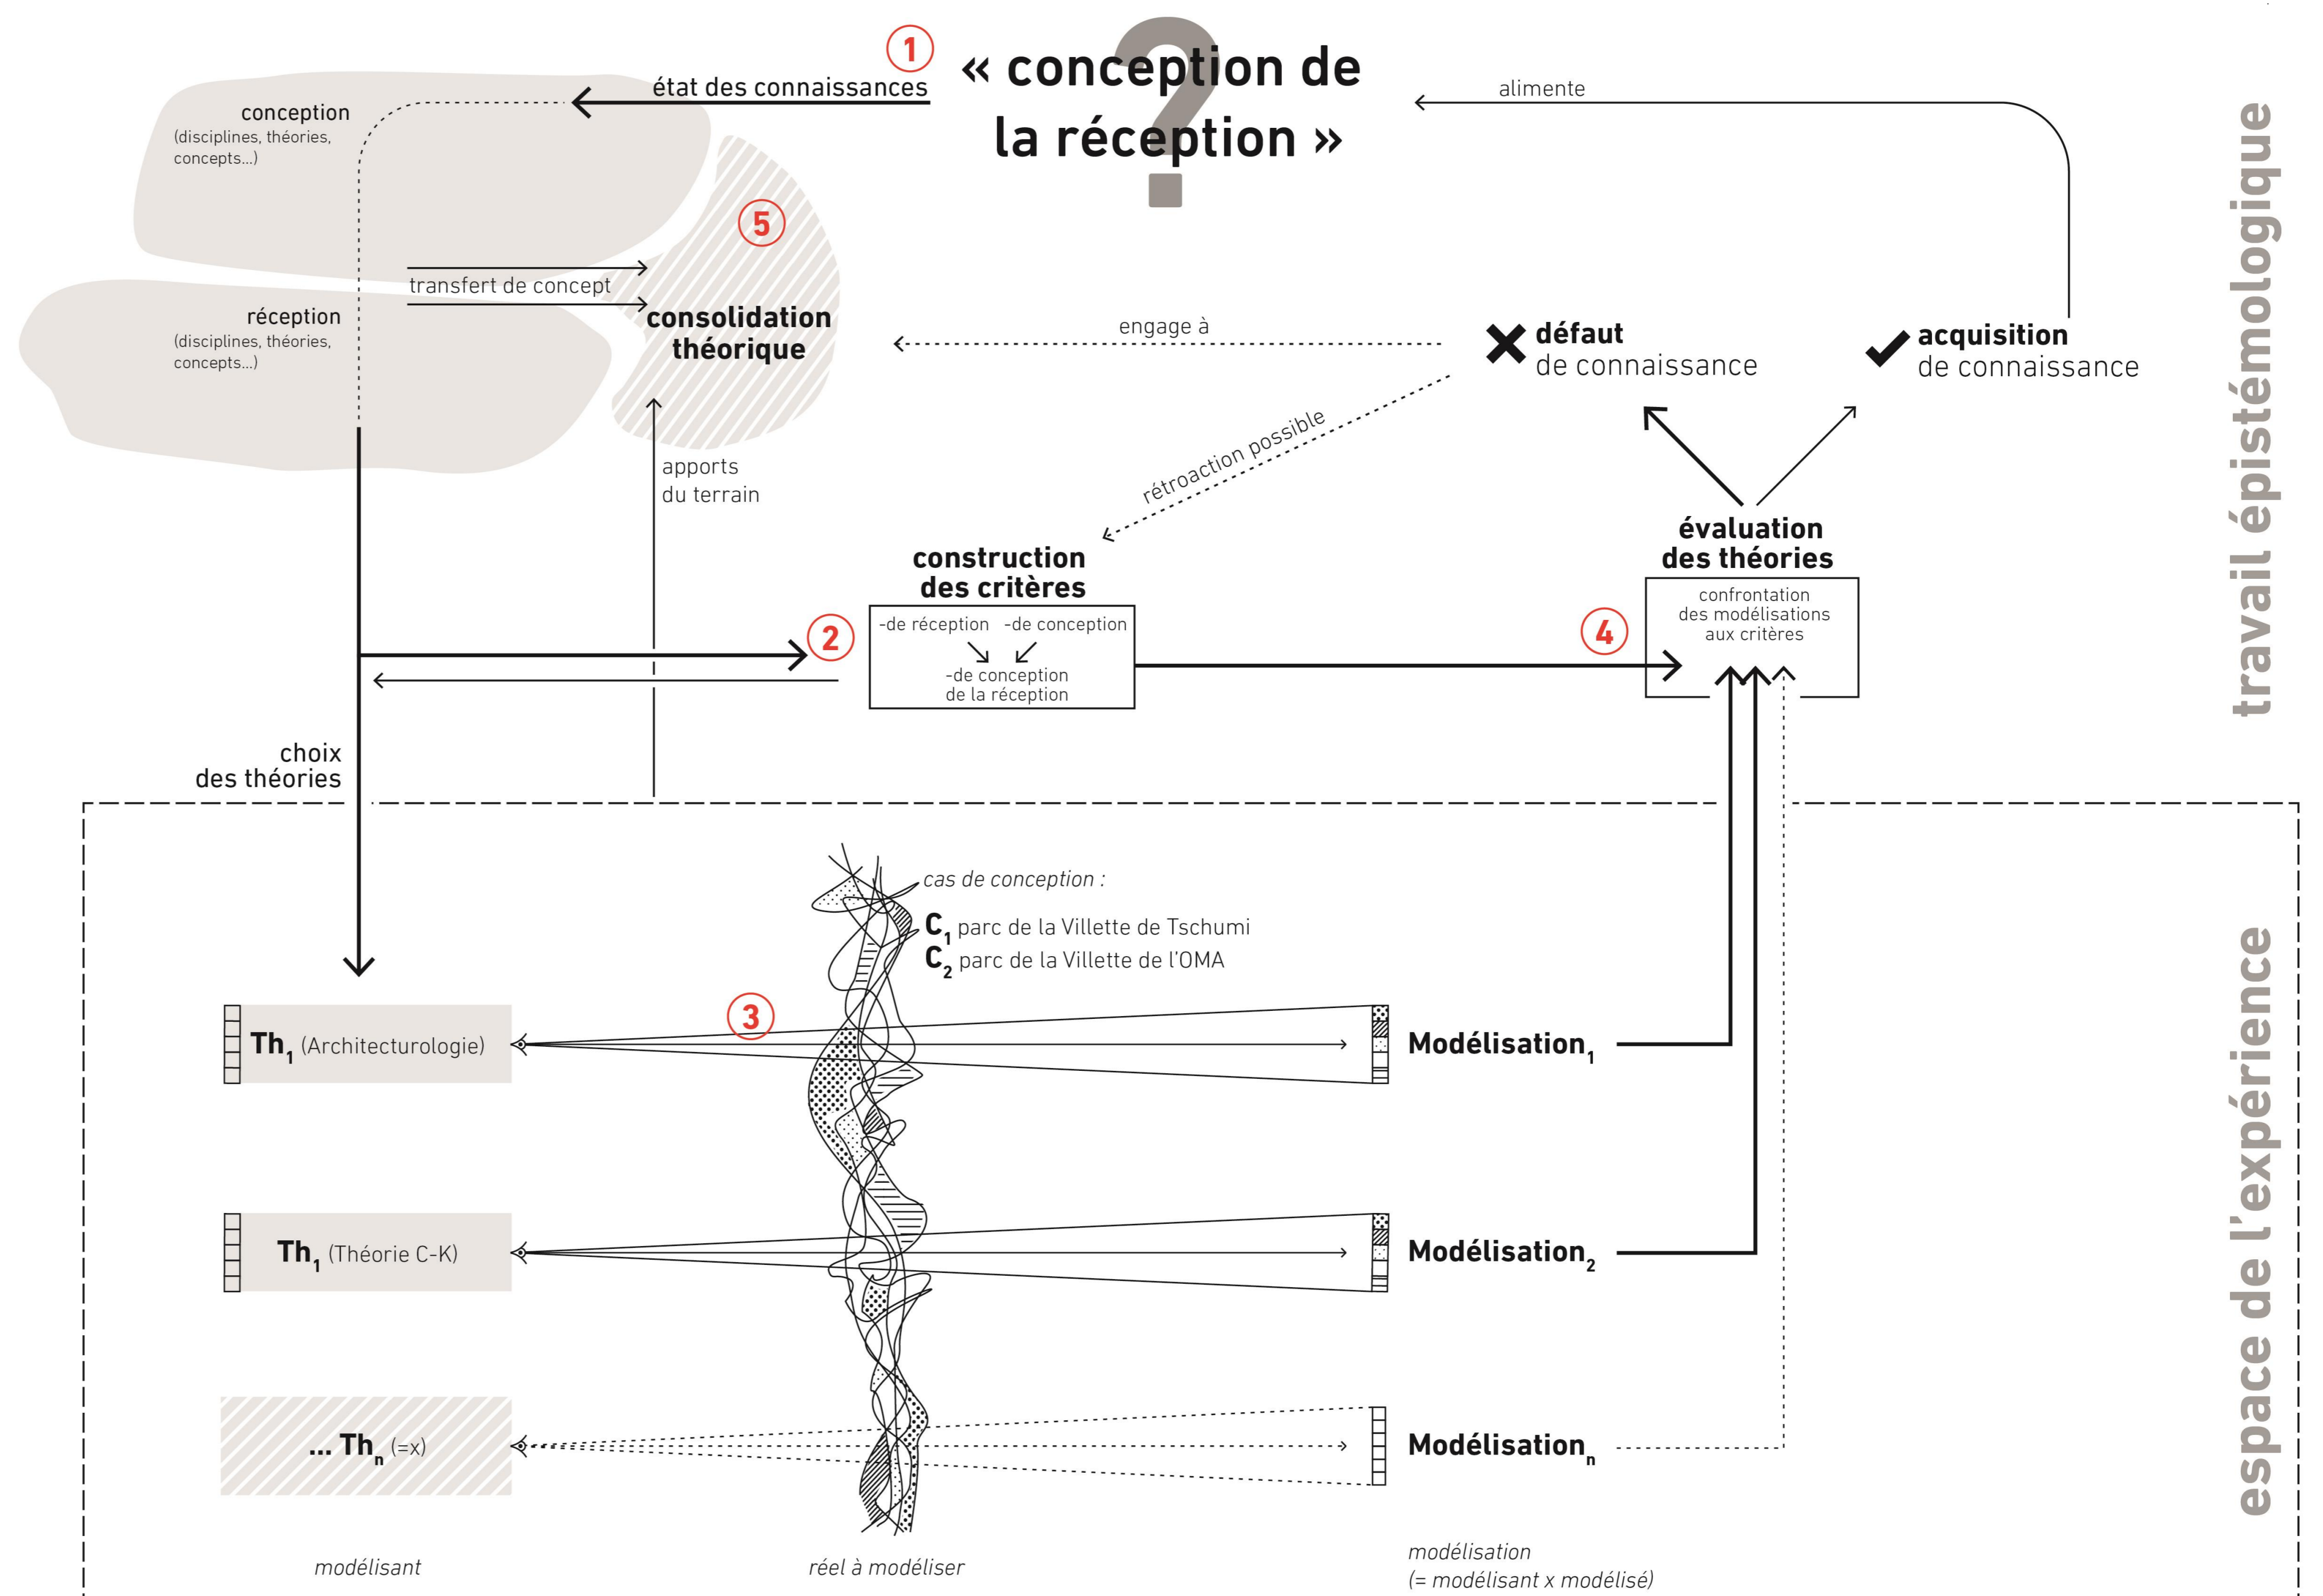 1
« conception de
la réception »
?
état des connaissances
alimente
conception
(disciplines, théories,
concepts...)
5
transfert de concept
réception
(disciplines, théories,
concepts...)
consolidation
théorique
engage à
défaut
de connaissance
acquisition
de connaissance
rétroaction possible
apports
du terrain
construction
des critères
2
-de réception -de conception
-de conception
de la réception
évaluation
des théories
4
confrontation
des modélisations
aux critères
travail épistémologique
choix
des théories
cas de conception :
C1 parc de la Villette de Tschumi
C2 parc de la Villette de l'OMA
3
Th1 (Architecturologie)
Modélisation1
Th1 (Théorie C-K)
Modélisation2
... Thn (=x)
Modélisationn
espace de l'expérience
modélisant
réel à modéliser
modélisation
(= modélisant x modélisé)